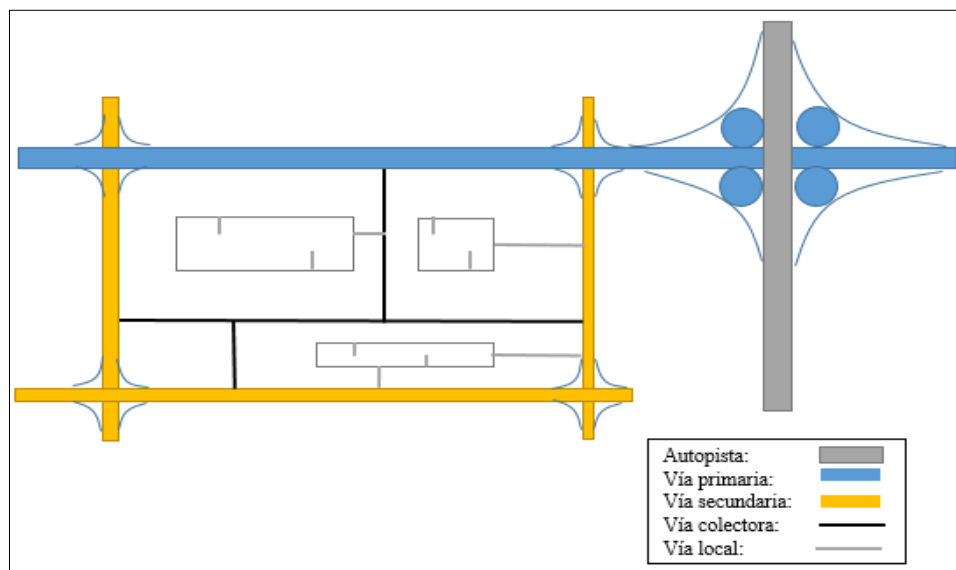 Autopista:
Vía primaria:
Vía secundaria:
Vía colectora:
Vía local: